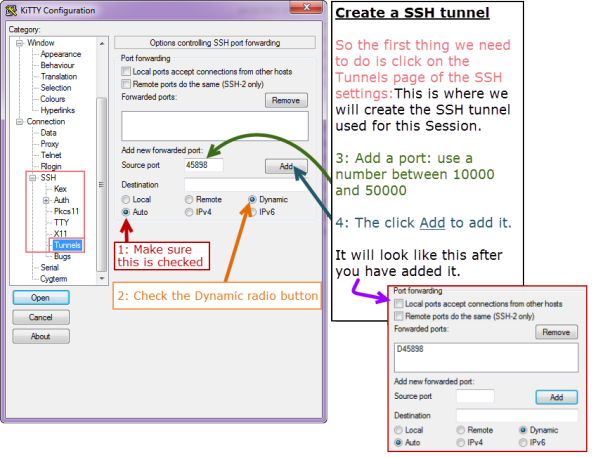 KiTTY Configuration
Category:
Window
Appearance
Behaviour
Translation
Selection
Colours
Hyperlinks
Connection
Data
Proxy
Telnet
Rlogin
SSH
Kex
Auth
Pkcs11
TTY
X11
Tunnels
Bugs
Serial
Cygterm
Open
Cancel
About
Options controlling SSH port forwarding
Port forwarding
Local ports accept connections from other hosts
Remote ports do the same (SSH-2 only)
Forwarded ports:
Remove
Add new forwarded port:
Source port 45898 Add
Destination
Local Remote Dynamic
Auto IPv4 IPv6
1: Make sure
this is checked
2: Check the Dynamic radio button
Create a SSH tunnel
So the first thing we need
to do is click on the
Tunnels page of the SSH
settings:This is where we
will create the SSH tunnel
used for this Session.
3: Add a port: use a
number between 10000
and 50000
4: The click Add to add it.
It will look like this after
you have added it.
Port forwarding
Local ports accept connections from other hosts
Remote ports do the same (SSH-2 only)
Forwarded ports:
Remove
D45898
Add new forwarded port:
Source port Add
Destination
Local Remote Dynamic
Auto IPv4 IPv6